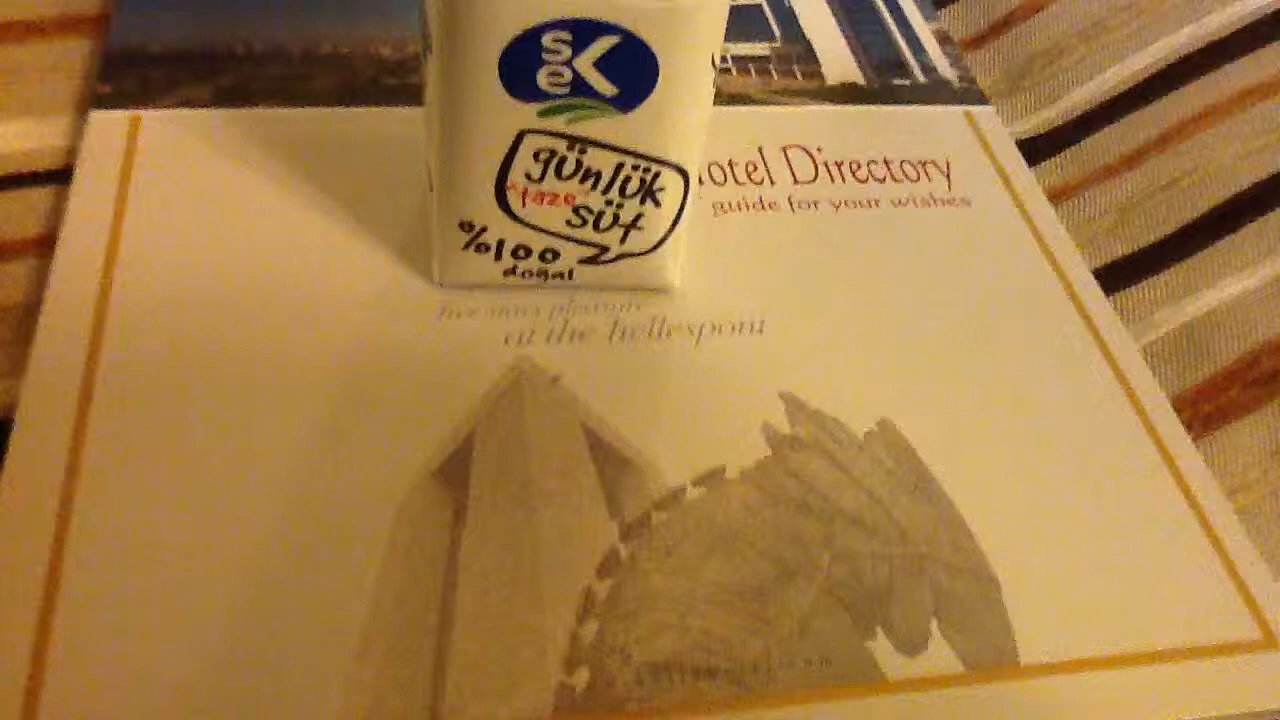 seK
günlük
taze
süt
%100
doğal
otel Directory
guide for your wishes
at the hellespont